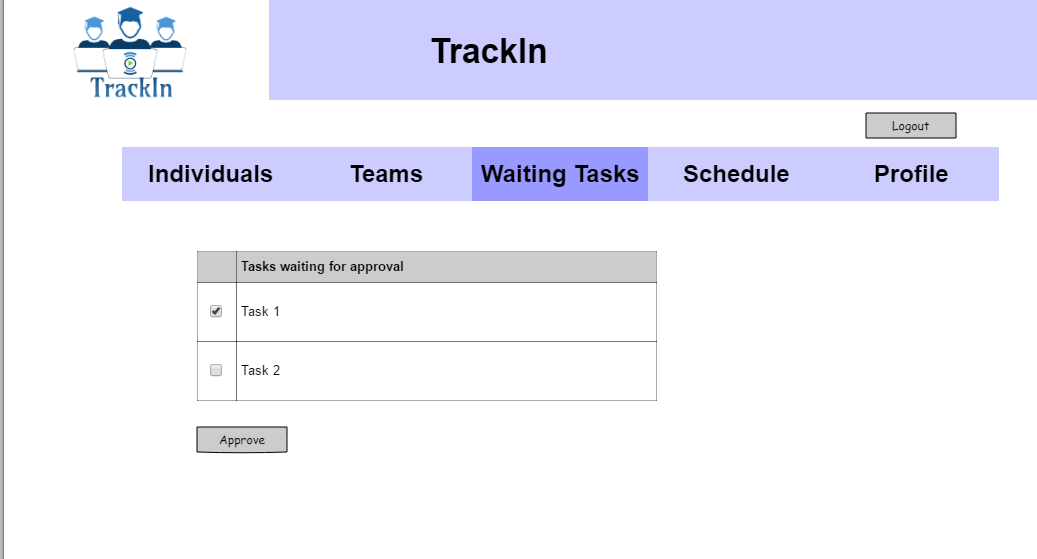 TrackIn
TrackIn
Logout
Individuals Teams Waiting Tasks Schedule Profile
Tasks waiting for approval
Task 1
Task 2
Approve